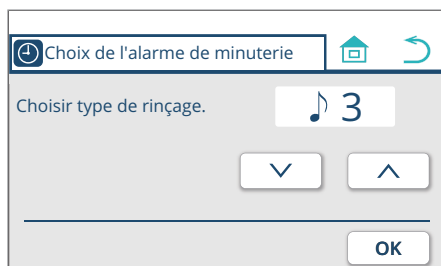 Choix de l'alarme de minuterie
Choisir type de rinçage.
♪ 3
OK